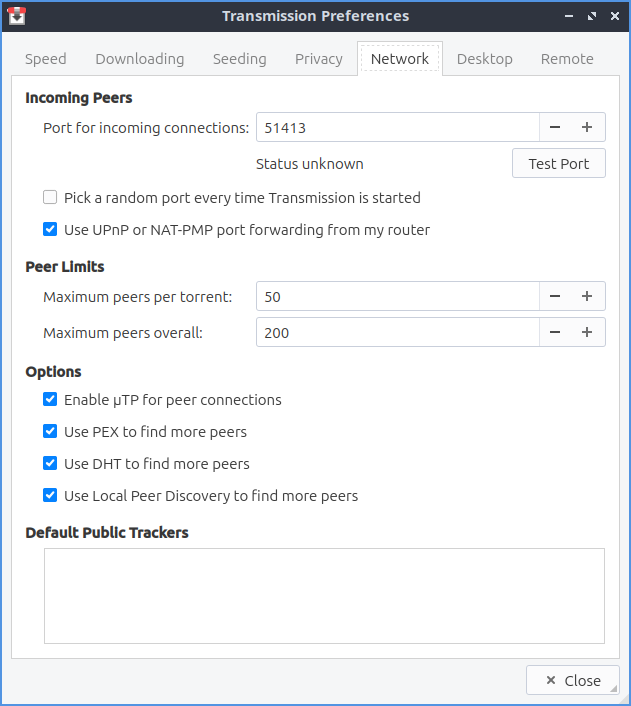 Transmission Preferences
Speed Downloading Seeding Privacy Network Desktop Remote
Incoming Peers
Port for incoming connections: 51413
Status unknown Test Port
Pick a random port every time Transmission is started
Use UPnP or NAT-PMP port forwarding from my router
Peer Limits
Maximum peers per torrent: 50
Maximum peers overall: 200
Options
Enable µTP for peer connections
Use PEX to find more peers
Use DHT to find more peers
Use Local Peer Discovery to find more peers
Default Public Trackers
Close